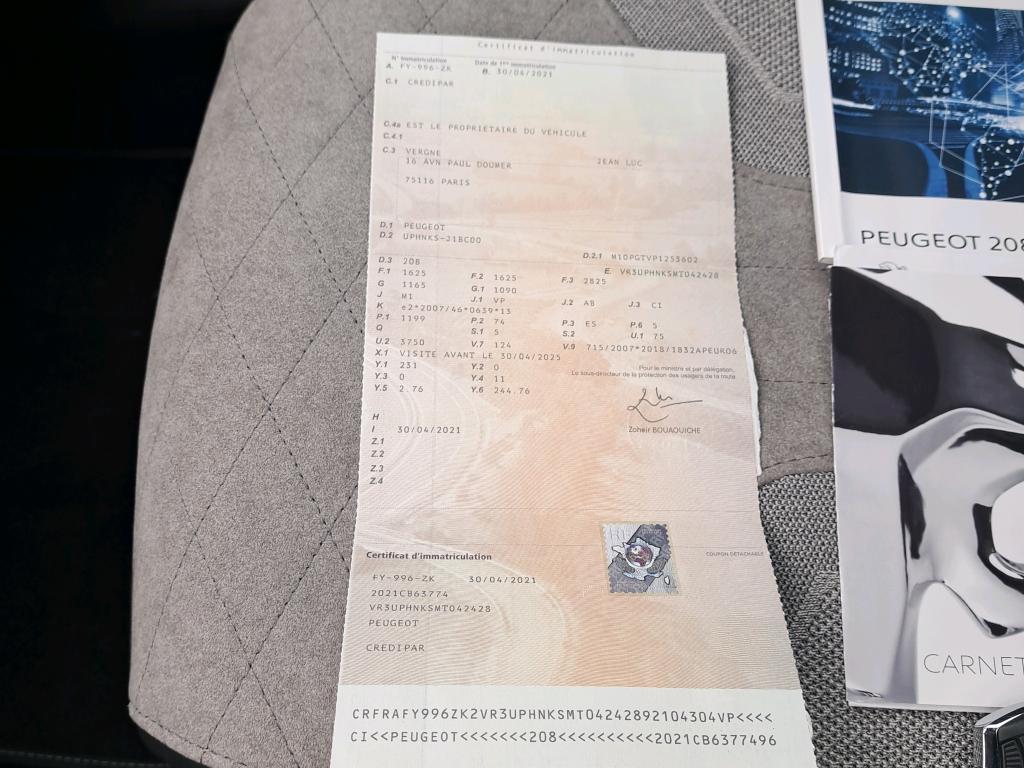 Certificat d'immatriculation
N° Immatriculation Date de 1ère immatriculation
A. FY-996-ZK B. 30/04/2021
C.1 CREDIPAR
C.4a EST LE PROPRIETAIRE DU VÉHICULE
C.4.1
C.3 VERGNE
16 AVN PAUL DOUMER JEAN LUC
75116 PARIS
D.1 PEUGEOT
D.2 UPHNKS-J1BC00
D.2.1 M10PGTVP1253602
D.3 208 E. VR3UPHNKSMT042428
F.1 1625 F.2 1625 F.3 2825
G 1165 G.1 1090
J M1 J.1 VP J.2 AB J.3 CI
K e2*2007/46*0639*13
P.1 1199 P.2 74 P.3 ES P.6 5
Q S.1 5 S.2 U.1 75
U.2 3750 V.7 124 V.9 715/2007*2018/1832APEUR06
X.1 VISITE AVANT LE 30/04/2025
Y.1 231 Y.2 0
Y.3 0 Y.4 11
Y.5 2.76 Y.6 244.76
Pour le ministre et par délégation,
Le sous-directeur de la protection des usagers de la route
Zoheir BOUAOUICHE
H
I 30/04/2021
Z.1
Z.2
Z.3
Z.4
Certificat d'immatriculation
COUPON DÉTACHABLE
FY-996-ZK 30/04/2021
2021CB63774
VR3UPHNKSMT042428
PEUGEOT
CREDIPAR
CRFRAFY996ZK2VR3UPHNKSMT04242892104304VP<<<<
CI<<PEUGEOT<<<<<<<208<<<<<<<<<<2021CB6377496
PEUGEOT 208
CARNET